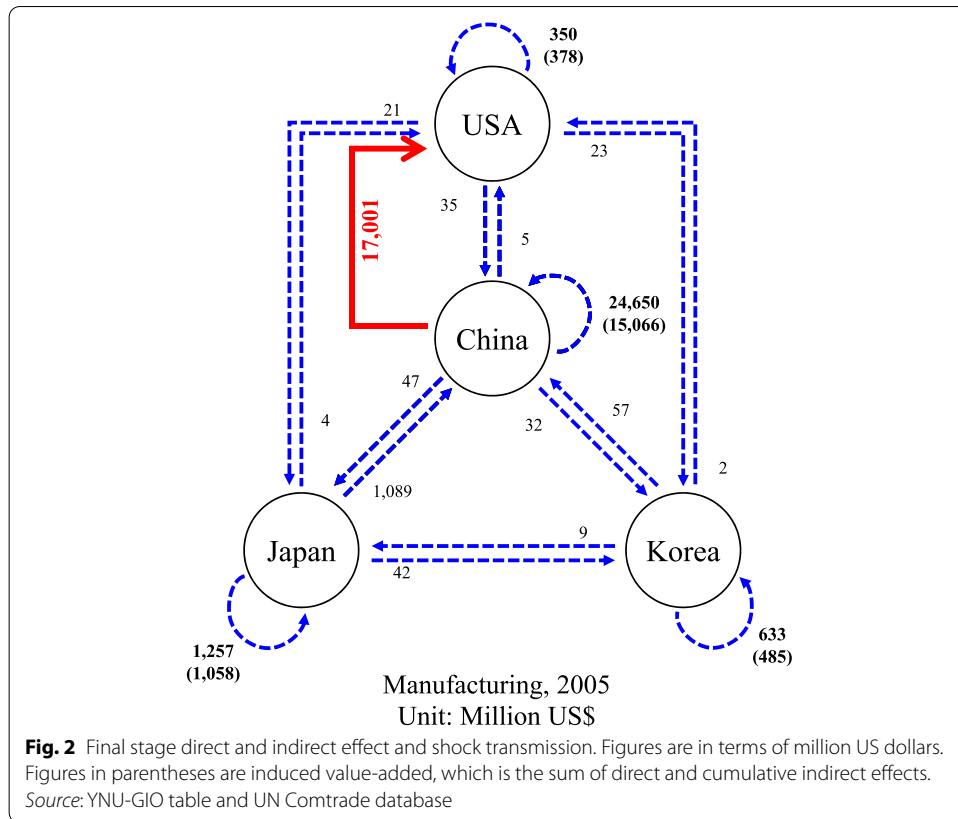 350
(378)
21
USA
23
17,001
35
5
24,650
(15,066)
China
47
57
32
4
1,089
2
Japan
9
Korea
42
1,257
(1,058)
633
(485)
Manufacturing, 2005
Unit: Million US$
Fig. 2 Final stage direct and indirect effect and shock transmission. Figures are in terms of million US dollars.
Figures in parentheses are induced value-added, which is the sum of direct and cumulative indirect effects.
Source: YNU-GIO table and UN Comtrade database